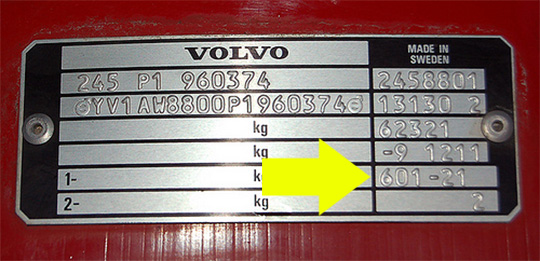 VOLVO MADE IN
SWEDEN
245 P1 960374 2458801
YV1AW8800P1960374 13130 2
kg 62321
kg -9 1211
1- kg 601-21
2- kg 2